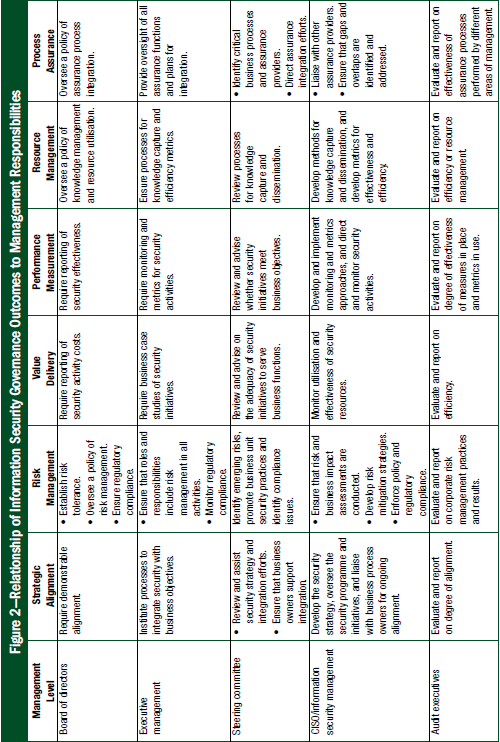 Figure 2—Relationship of Information Security Governance Outcomes to Management Responsibilities
Management
Level
Strategic
Alignment
Risk
Management
Value
Delivery
Performance
Measurement
Resource
Management
Process
Assurance
Board of directors
Require demonstrable
alignment.
• Establish risk
tolerance.
• Oversee a policy of
risk management.
• Ensure regulatory
compliance.
Require reporting of
security activity costs.
Require reporting of
security effectiveness.
Oversee a policy of
knowledge management
and resource utilisation.
Oversee a policy of
assurance process
integration.
Executive
management
Institute processes to
integrate security with
business objectives.
• Ensure that roles and
responsibilities
include risk
management in all
activities.
• Monitor regulatory
compliance.
Require business case
studies of security
initiatives.
Require monitoring and
metrics for security
activities.
Ensure processes for
knowledge capture and
efficiency metrics.
Provide oversight of all
assurance functions
and plans for
integration.
Steering committee
• Review and assist
security strategy and
integration efforts.
• Ensure that business
owners support
integration.
Identify emerging risks,
promote business unit
security practices and
identify compliance
issues.
Review and advise on
the adequacy of security
initiatives to serve
business functions.
Review and advise
whether security
initiatives meet
business objectives.
Review processes
for knowledge
capture and
dissemination.
• Identify critical
business processes
and assurance
providers.
• Direct assurance
integration efforts.
CISO/information
security management
Develop the security
strategy, oversee the
security programme and
initiatives, and liaise
with business process
owners for ongoing
alignment.
• Ensure that risk and
business impact
assessments are
conducted.
• Develop risk
mitigation strategies.
• Enforce policy and
regulatory
compliance.
Monitor utilisation and
effectiveness of security
resources.
Develop and implement
monitoring and metrics
approaches, and direct
and monitor security
activities.
Develop methods for
knowledge capture
and dissemination, and
develop metrics for
effectiveness and
efficiency.
• Liaise with other
assurance providers.
• Ensure that gaps and
overlaps are
identified and
addressed.
Audit executives
Evaluate and report
on degree of alignment.
Evaluate and report
on corporate risk
management practices
and results.
Evaluate and report on
efficiency.
Evaluate and report on
degree of effectiveness
of measures in place
and metrics in use.
Evaluate and report on
efficiency or resource
management.
Evaluate and report on
effectiveness of
assurance processes
performed by different
areas of management.